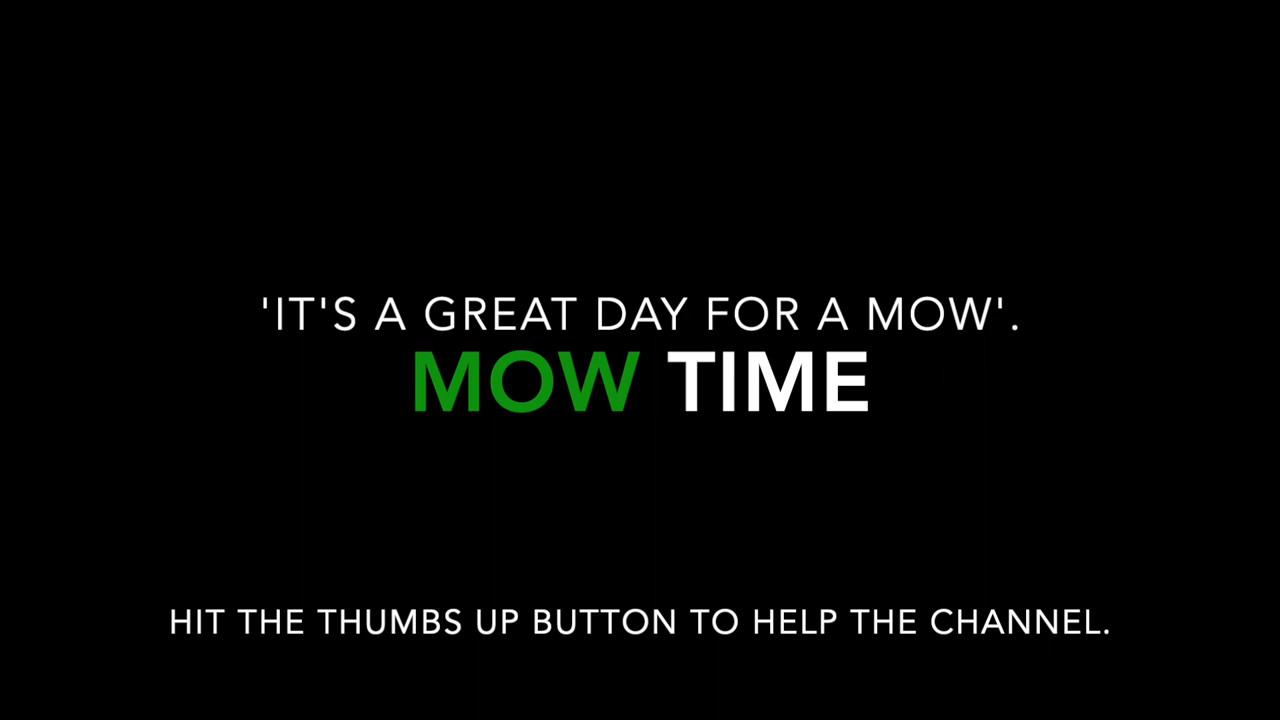 'IT'S A GREAT DAY FOR A MOW'.
MOW TIME
HIT THE THUMBS UP BUTTON TO HELP THE CHANNEL.